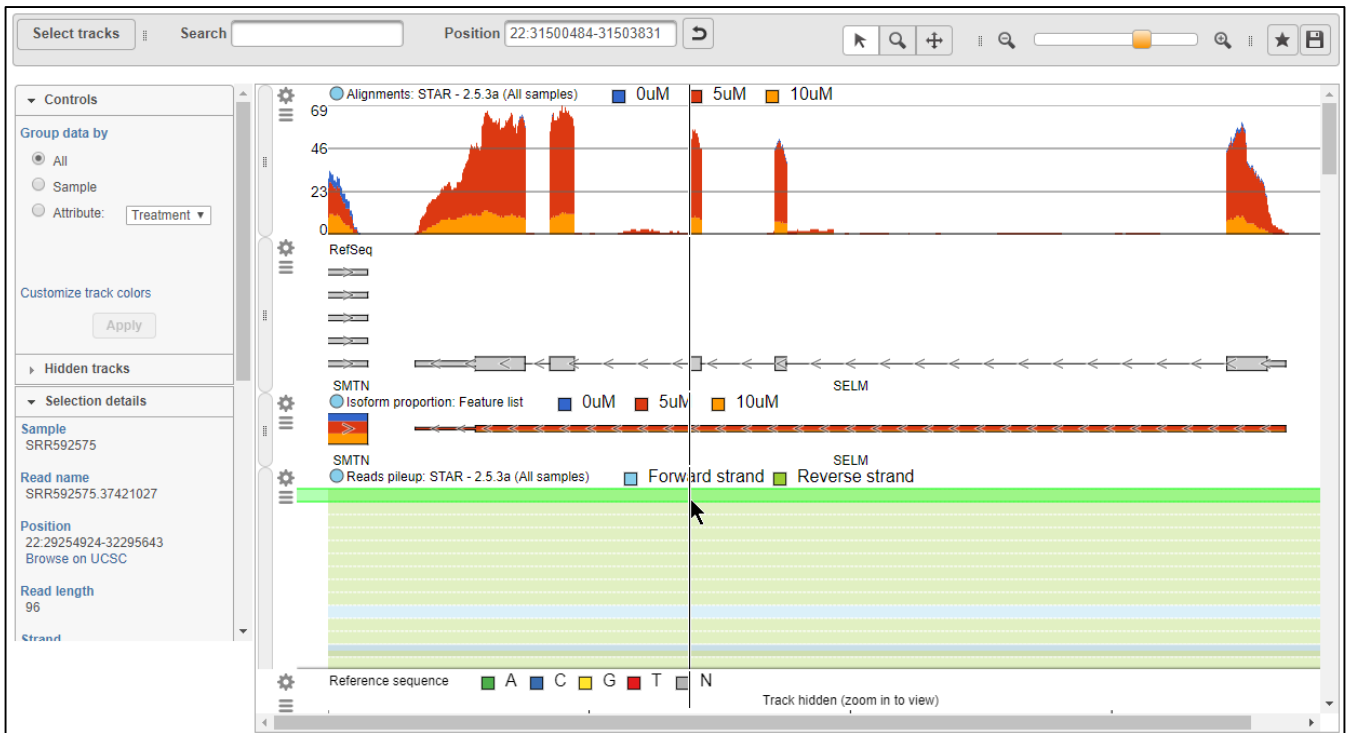 Select tracks
Search
Position 22:31500484-31503831
Controls
Group data by
All
Sample
Attribute: Treatment
Customize track colors
Apply
Hidden tracks
Selection details
Sample
SRR592575
Read name
SRR592575.37421027
Position
22:29254924-32295643
Browse on UCSC
Read length
96
Strand
Alignments: STAR - 2.5.3a (All samples) 0uM 5uM 10uM
69
46
23
0
RefSeq
SMTN SELM
Isoform proportion: Feature list 0uM 5uM 10uM
SMTN SELM
Reads pileup: STAR - 2.5.3a (All samples) Forward strand Reverse strand
Reference sequence A C G T N
Track hidden (zoom in to view)